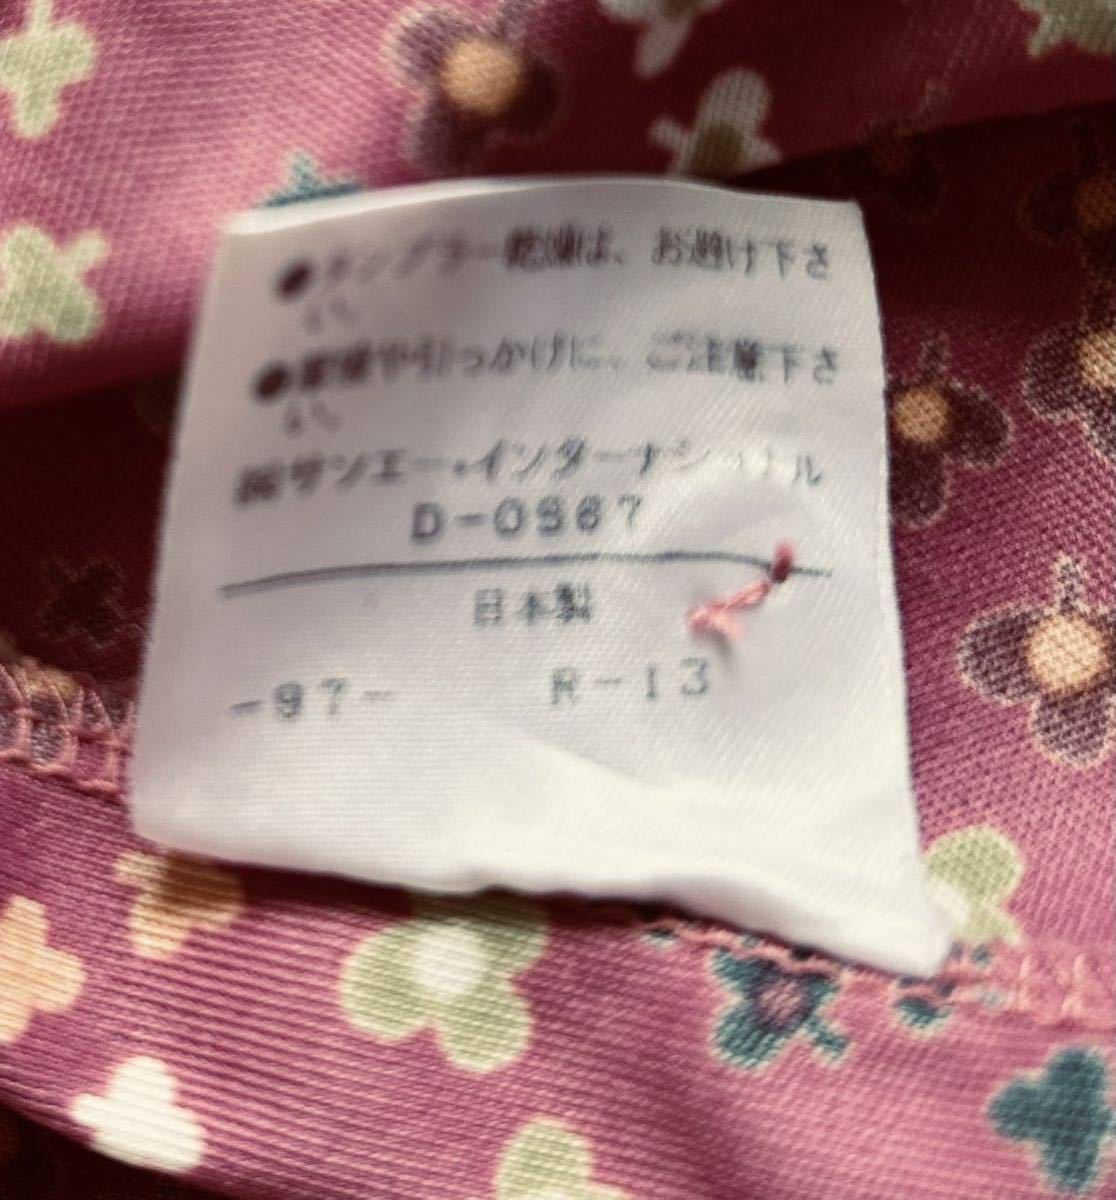 ●タンブラー乾燥は、お避け下さ
い。
●摩擦や引っかけに、ご注意下さ
い。
㈱サンエー・インターナショナル
D-0967
日本製
-97- R-13